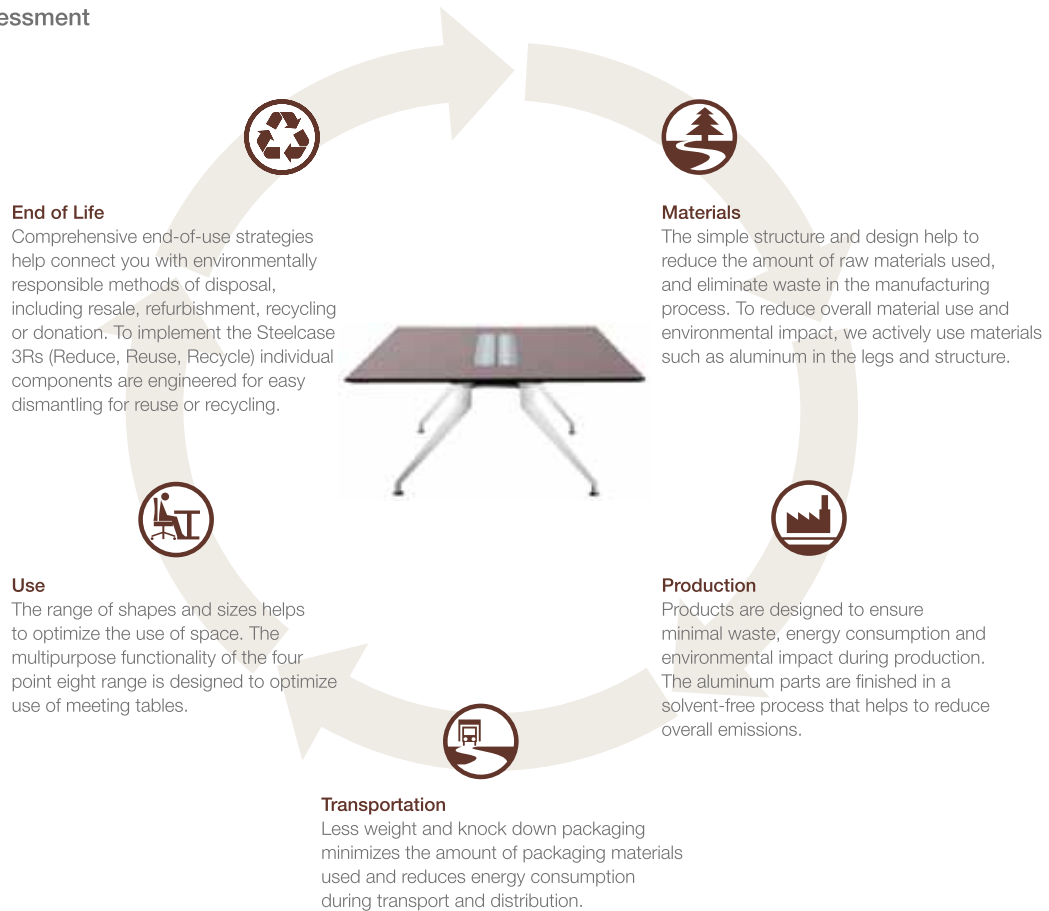 essment
End of Life
Comprehensive end-of-use strategies
help connect you with environmentally
responsible methods of disposal,
including resale, refurbishment, recycling
or donation. To implement the Steelcase
3Rs (Reduce, Reuse, Recycle) individual
components are engineered for easy
dismantling for reuse or recycling.
Materials
The simple structure and design help to
reduce the amount of raw materials used,
and eliminate waste in the manufacturing
process. To reduce overall material use and
environmental impact, we actively use materials
such as aluminum in the legs and structure.
Use
The range of shapes and sizes helps
to optimize the use of space. The
multipurpose functionality of the four
point eight range is designed to optimize
use of meeting tables.
Production
Products are designed to ensure
minimal waste, energy consumption and
environmental impact during production.
The aluminum parts are finished in a
solvent-free process that helps to reduce
overall emissions.
Transportation
Less weight and knock down packaging
minimizes the amount of packaging materials
used and reduces energy consumption
during transport and distribution.